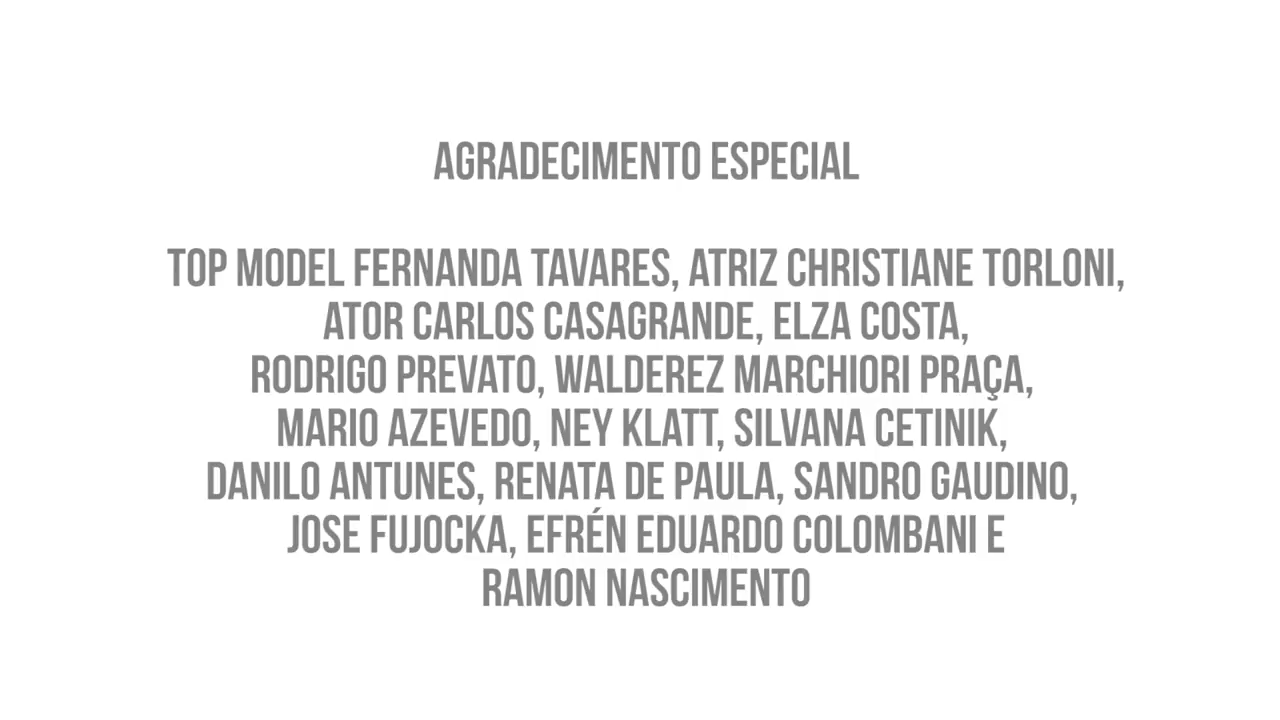 AGRADECIMENTO ESPECIAL
TOP MODEL FERNANDA TAVARES, ATRIZ CHRISTIANE TORLONI,
ATOR CARLOS CASAGRANDE, ELZA COSTA,
RODRIGO PREVATO, WALDEREZ MARCHIORI PRAÇA,
MARIO AZEVEDO, NEY KLATT, SILVANA CETINIK,
DANILO ANTUNES, RENATA DE PAULA, SANDRO GAUDINO,
JOSE FUJOCKA, EFRÉN EDUARDO COLOMBANI E
RAMON NASCIMENTO